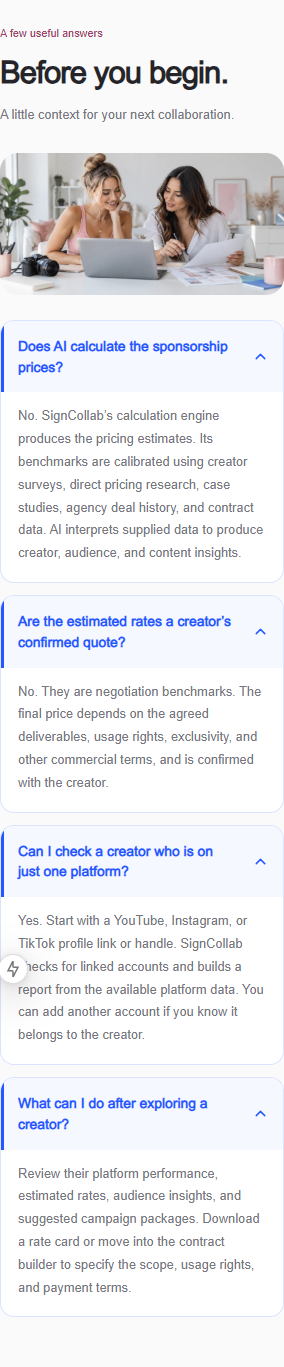 A few useful answers
Before you begin.
A little context for your next collaboration.
Does AI calculate the sponsorship
prices?
No. SignCollab’s calculation engine
produces the pricing estimates. Its
benchmarks are calibrated using creator
surveys, direct pricing research, case
studies, agency deal history, and contract
data. AI interprets supplied data to produce
creator, audience, and content insights.
Are the estimated rates a creator’s
confirmed quote?
No. They are negotiation benchmarks. The
final price depends on the agreed
deliverables, usage rights, exclusivity, and
other commercial terms, and is confirmed
with the creator.
Can I check a creator who is on
just one platform?
Yes. Start with a YouTube, Instagram, or
TikTok profile link or handle. SignCollab
checks for linked accounts and builds a
report from the available platform data. You
can add another account if you know it
belongs to the creator.
What can I do after exploring a
creator?
Review their platform performance,
estimated rates, audience insights, and
suggested campaign packages. Download
a rate card or move into the contract
builder to specify the scope, usage rights,
and payment terms.